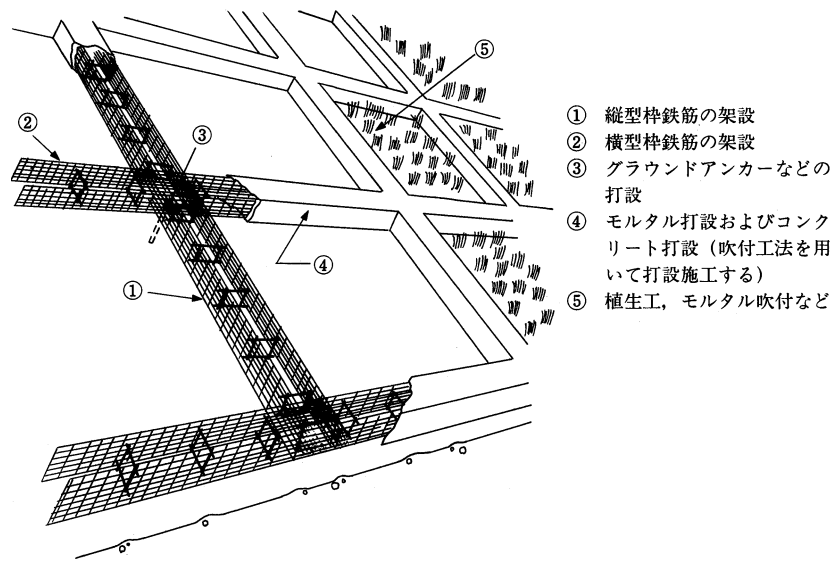 ⑤
②
③
④
①
① 縦型枠鉄筋の架設
② 横型枠鉄筋の架設
③ グラウンドアンカーなどの
打設
④ モルタル打設およびコンク
リート打設（吹付工法を用
いて打設施工する）
⑤ 植生工，モルタル吹付など